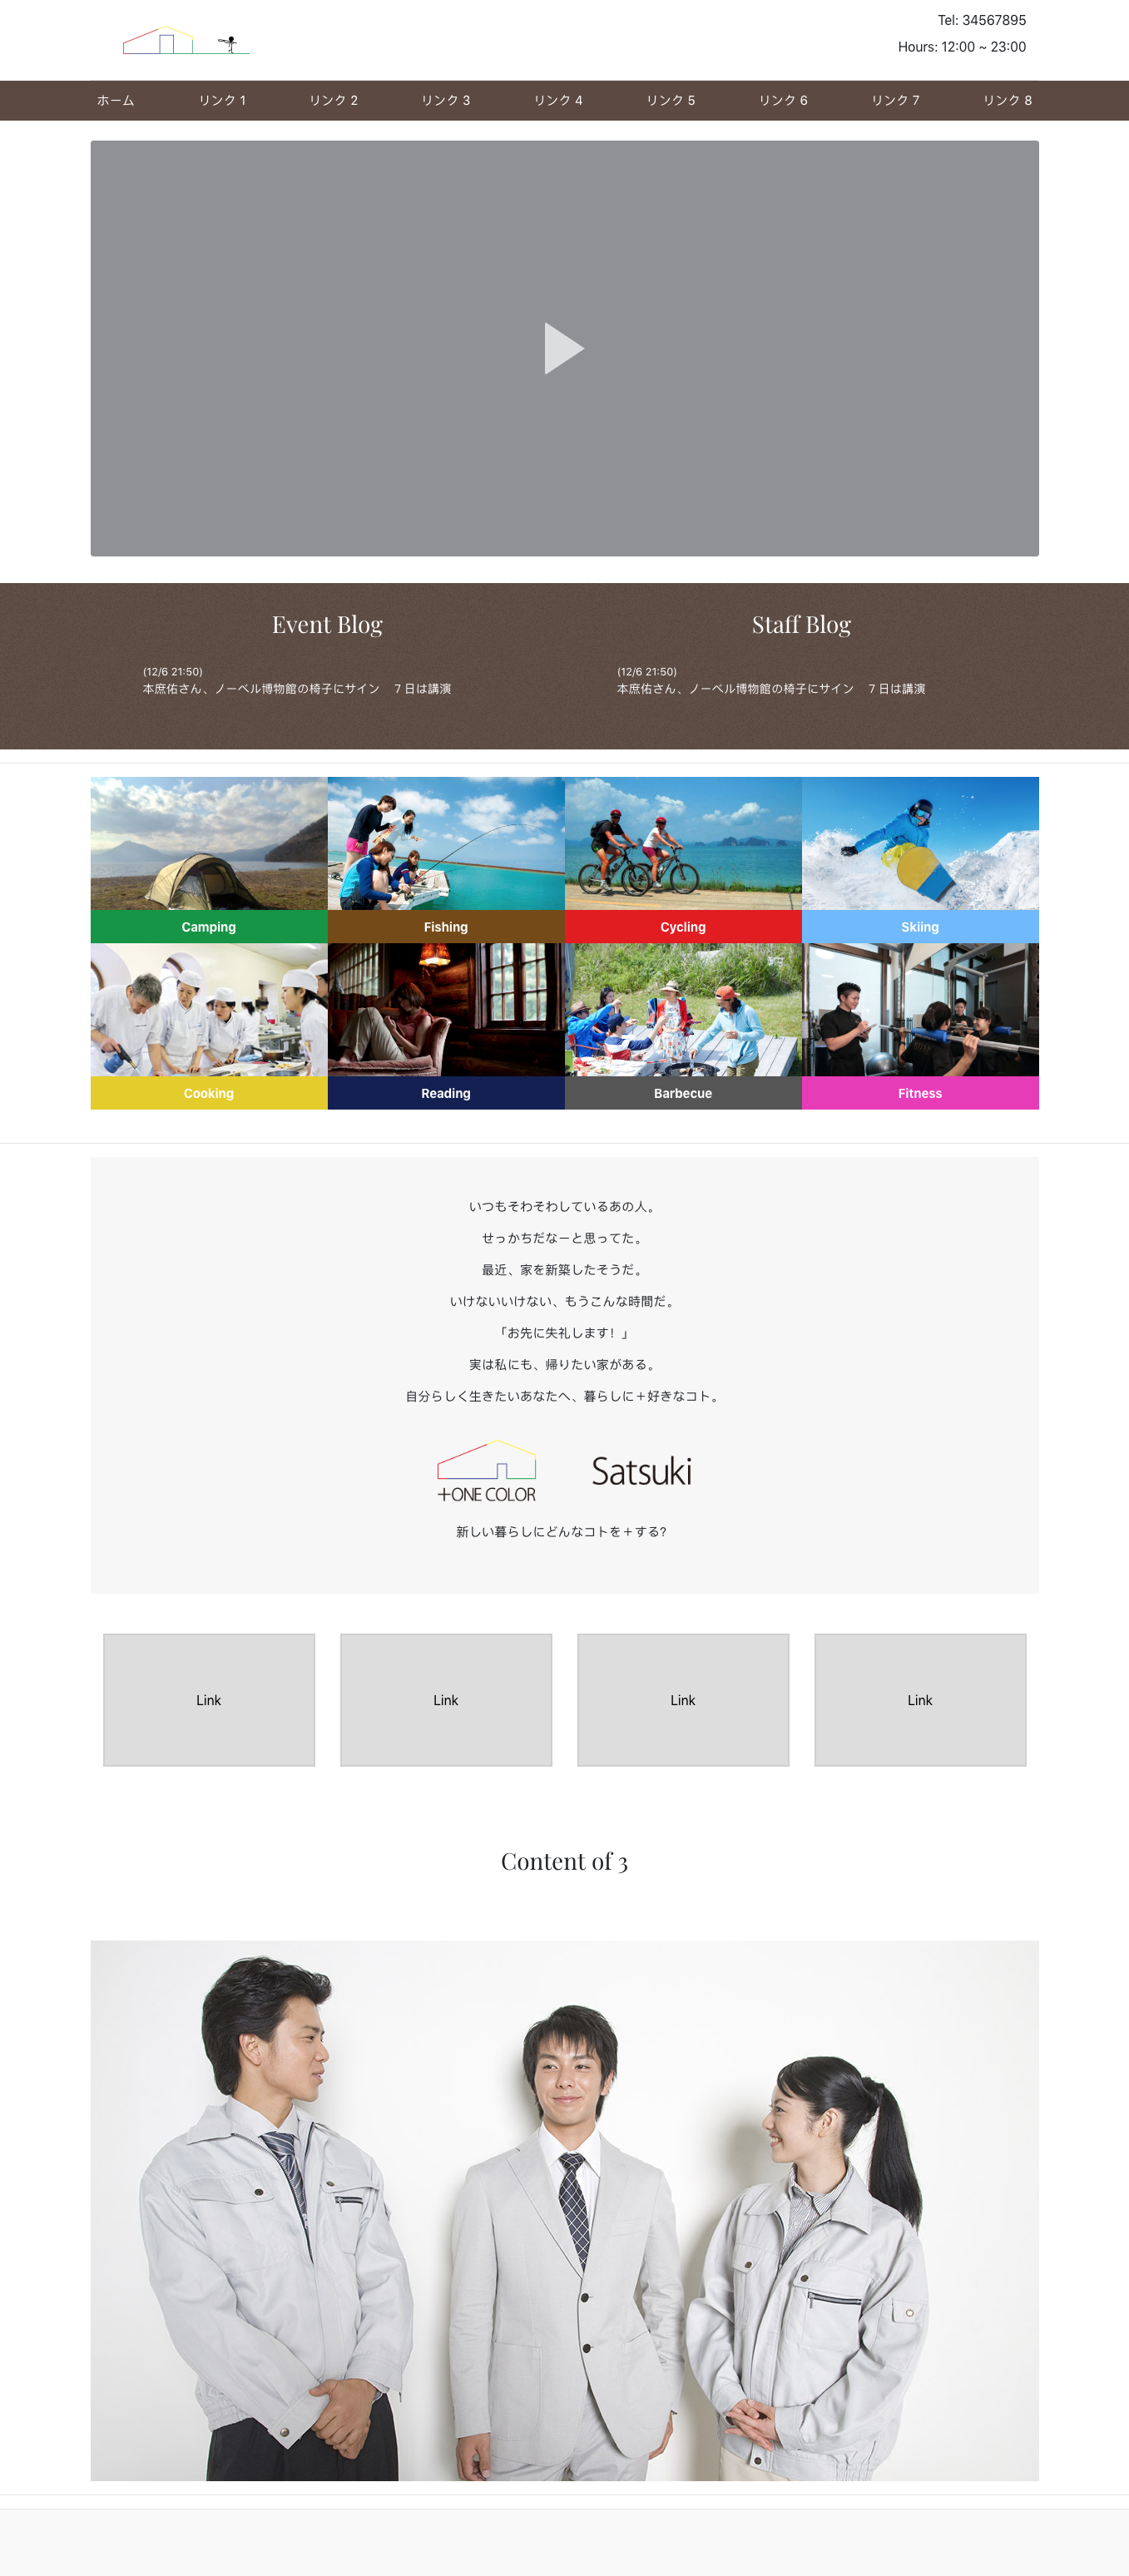 Tel: 34567895
Hours: 12:00 ~ 23:00
ホーム リンク 1 リンク 2 リンク 3 リンク 4 リンク 5 リンク 6 リンク 7 リンク 8
Event Blog
(12/6 21:50)
本庶佑さん、ノーベル博物館の椅子にサイン　７日は講演
Staff Blog
(12/6 21:50)
本庶佑さん、ノーベル博物館の椅子にサイン　７日は講演
Camping Fishing Cycling Skiing
Cooking Reading Barbecue Fitness
いつもそわそわしているあの人。
せっかちだなーと思ってた。
最近、家を新築したそうだ。
いけないいけない、もうこんな時間だ。
「お先に失礼します！」
実は私にも、帰りたい家がある。
自分らしく生きたいあなたへ、暮らしに＋好きなコト。
+ONE COLOR Satsuki
新しい暮らしにどんなコトを＋する?
Link Link Link Link
Content of 3